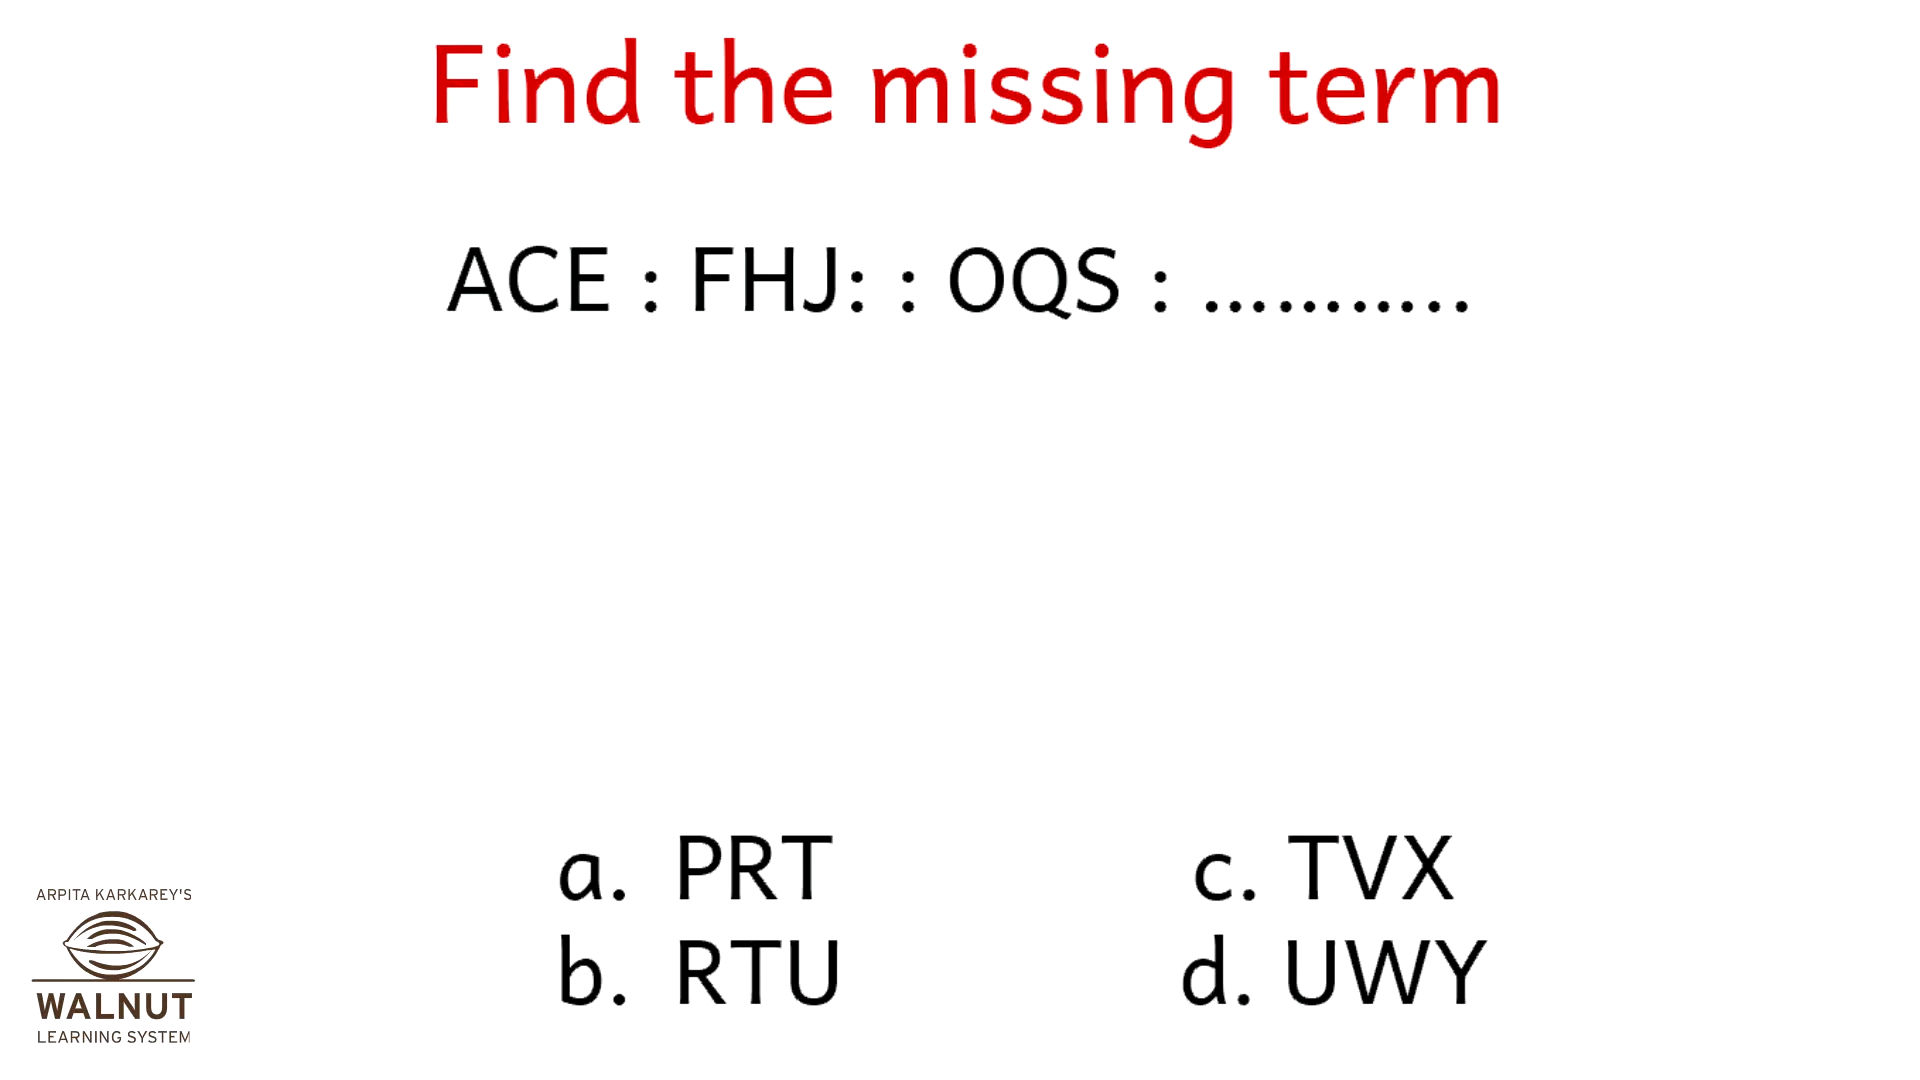 Find the missing term
ACE : FHJ: : OQS : ...........
a. PRT
b. RTU
c. TVX
d. UWY
ARPITA KARKAREY'S
WALNUT
LEARNING SYSTEM